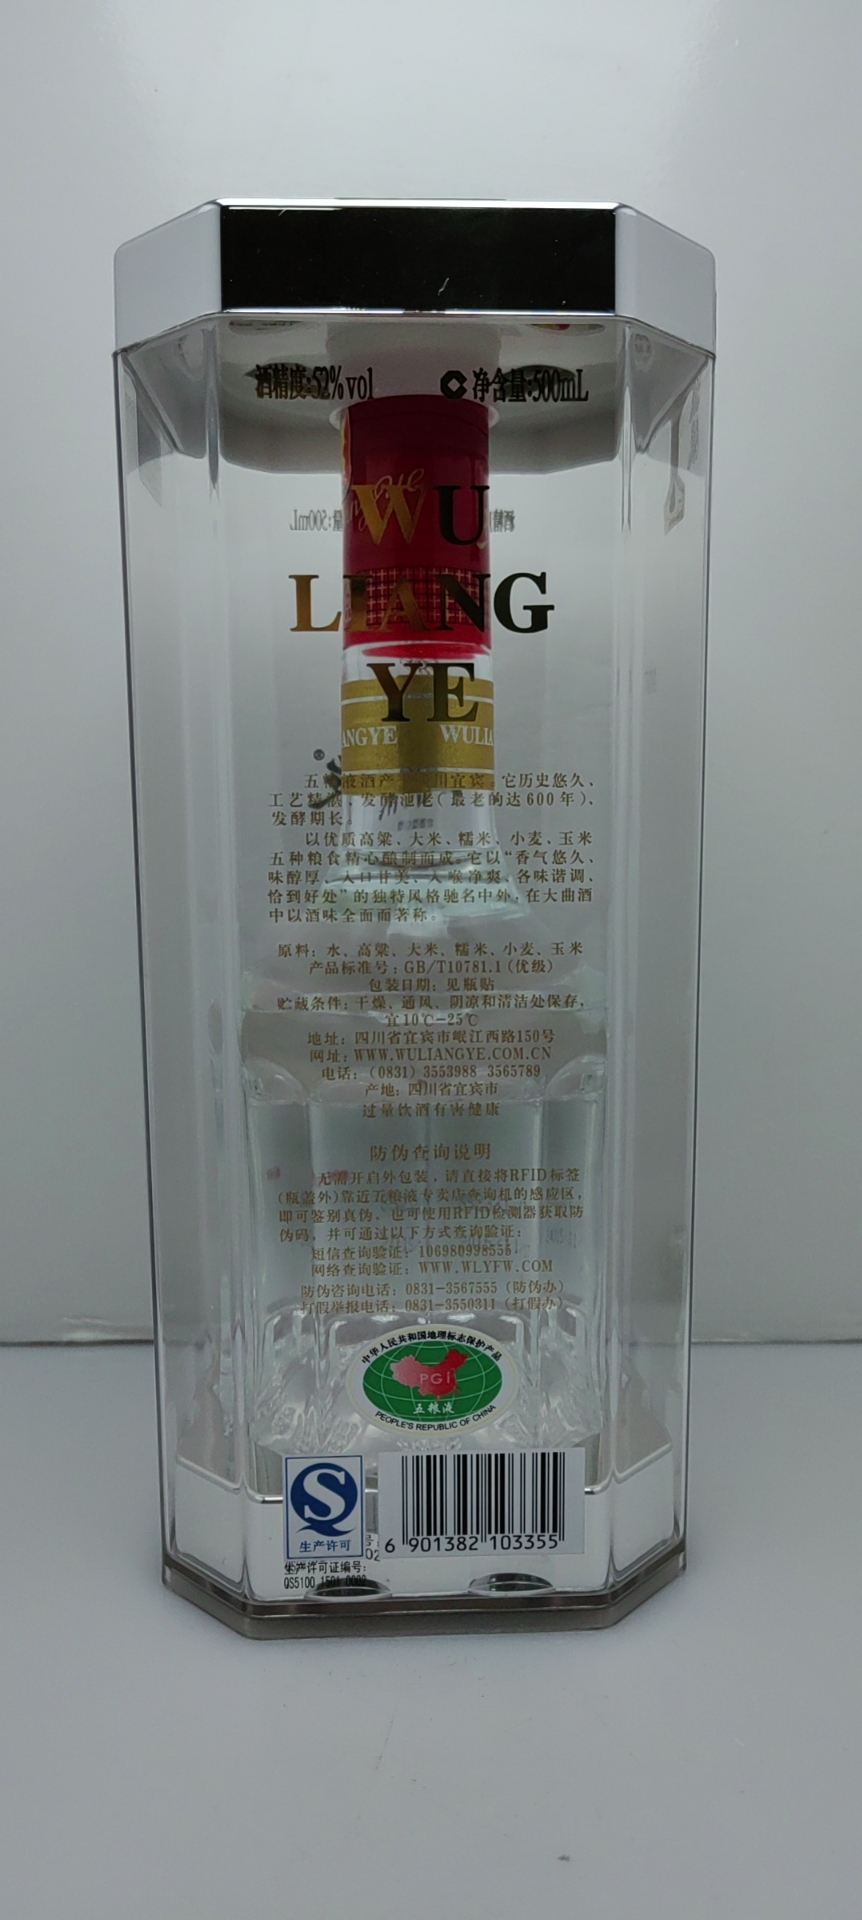 酒精度:52%vol
净含量:500mL
WU
LIANG
YE
ANGYE WULIA
五粮液酒产 川宜宾，它历史悠久、
工艺精湛、发酵池老(最老的达600年)、
发酵期长。
以优质高粱、大米、糯米、小麦、玉米
五种粮食精心酿制而成。它以“香气悠久、
味醇厚、入口甘美、入喉净爽、各味谐调、
恰到好处”的独特风格驰名中外，在大曲酒
中以酒味全面而著称。
原料：水、高粱、大米、糯米、小麦、玉米
产品标准号：GB/T10781.1(优级)
包装日期：见瓶贴
贮藏条件：干燥、通风、阴凉和清洁处保存，
宜10℃-25℃
地址：四川省宜宾市岷江西路150号
网址：WWW.WULIANGYE.COM.CN
电话：(0831) 3553988 3565789
产地：四川省宜宾市
过量饮酒有害健康
防伪查询说明
无需开启外包装，请直接将RFID标签
(瓶盖外)靠近五粮液专卖店查询机的感应区，
即可鉴别真伪。也可使用RFID检测器获取防
伪码，并可通过以下方式查询验证：
短信查询验证：106980998555
网络查询验证：WWW.WLYFW.COM
防伪咨询电话：0831-3567555 (防伪办)
打假举报电话：0831-3550311 (打假办)
中华人民共和国地理标志保护产品
PGI
五粮液
PEOPLE'S REPUBLIC OF CHINA
生产许可
6 901382 103355
生产许可证编号：
QS5100 1501 0002